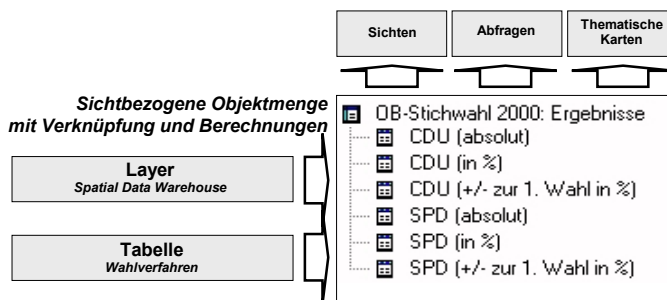 Sichten
Abfragen
Thematische
Karten
Sichtbezogene Objektmenge
mit Verknüpfung und Berechnungen
Layer
Spatial Data Warehouse
Tabelle
Wahlverfahren
OB-Stichwahl 2000: Ergebnisse
CDU (absolut)
CDU (in %)
CDU (+/- zur 1. Wahl in %)
SPD (absolut)
SPD (in %)
SPD (+/- zur 1. Wahl in %)